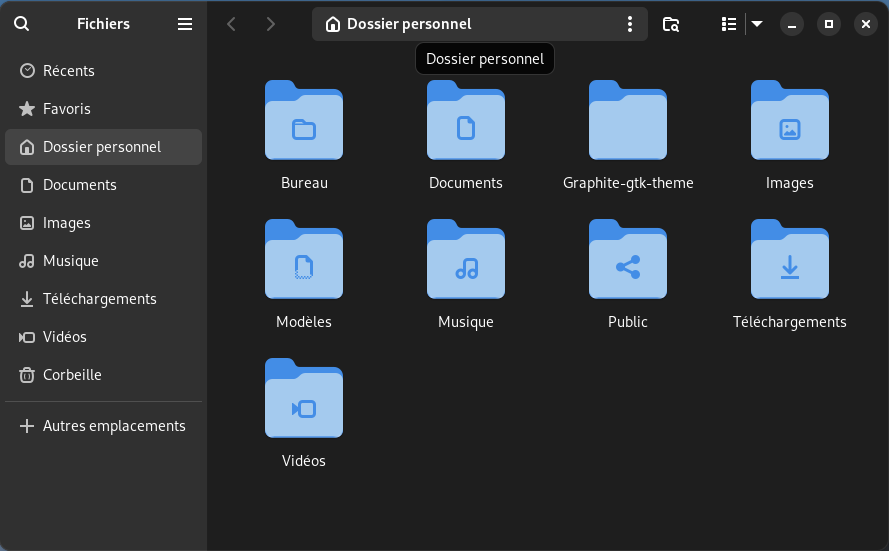 Fichiers
Dossier personnel
Dossier personnel
Récents
Favoris
Dossier personnel
Documents
Images
Musique
Téléchargements
Vidéos
Corbeille
Autres emplacements
Bureau
Documents
Graphite-gtk-theme
Images
Modèles
Musique
Public
Téléchargements
Vidéos